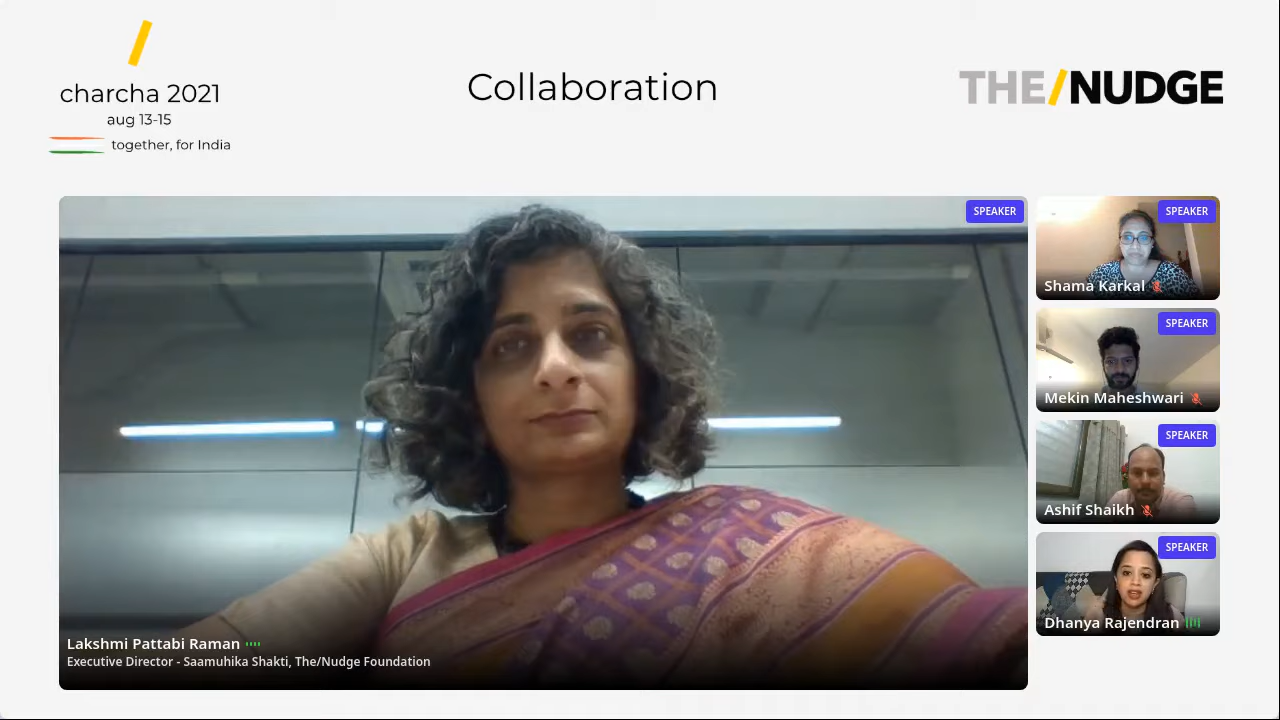 charcha 2021
aug 13-15
together, for India
Collaboration
THE/NUDGE
SPEAKER
Lakshmi Pattabi Raman
Executive Director - Saamuhika Shakti, The/Nudge Foundation
SPEAKER
Shama Karkal
SPEAKER
Mekin Maheshwari
SPEAKER
Ashif Shaikh
SPEAKER
Dhanya Rajendran